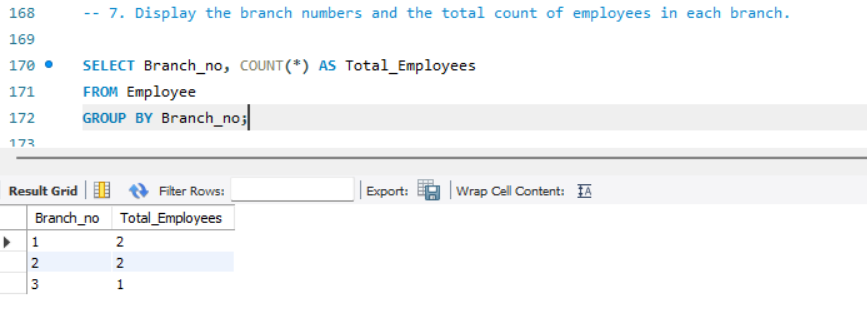 168 -- 7. Display the branch numbers and the total count of employees in each branch.
169
170 SELECT Branch_no, COUNT(*) AS Total_Employees
171 FROM Employee
172 GROUP BY Branch_no;
173
Result Grid Filter Rows: Export: Wrap Cell Content: IA
Branch_no Total_Employees
1 2
2 2
3 1